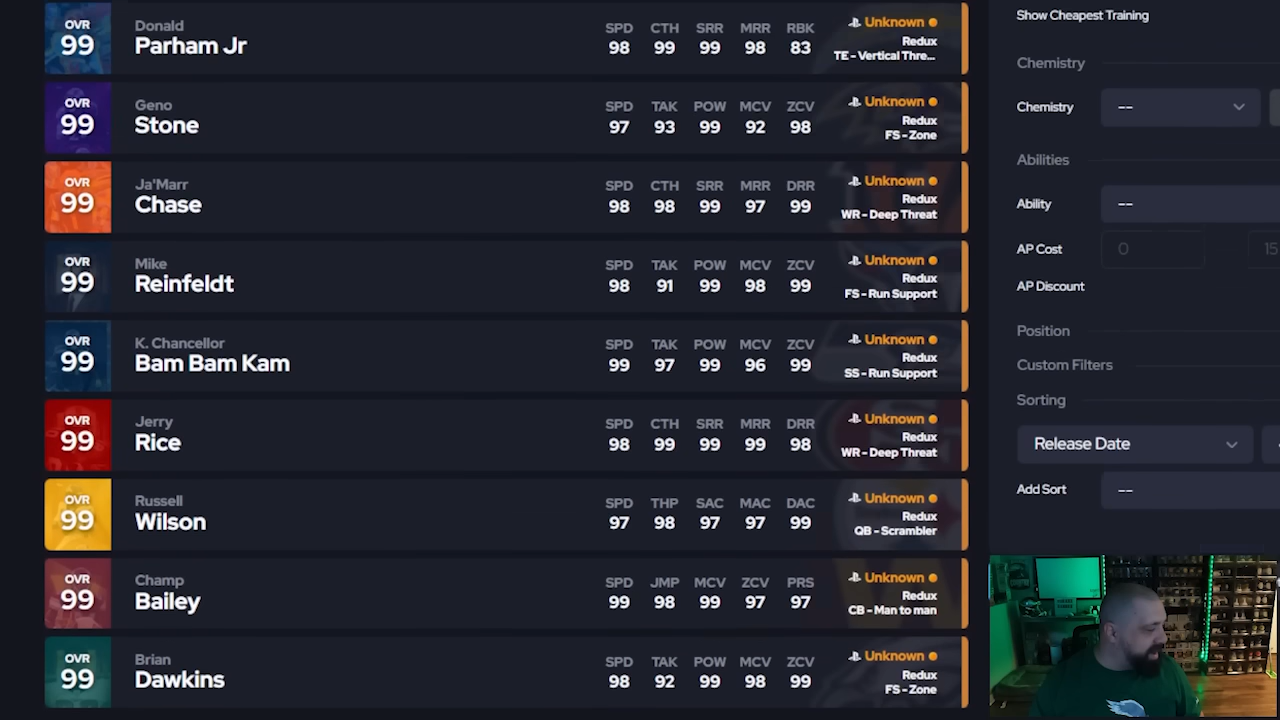 OVR
99
Donald
Parham Jr
SPD CTH SRR MRR RBK
98 99 99 98 83
Unknown
Redux
TE - Vertical Thre...
OVR
99
Geno
Stone
SPD TAK POW MCV ZCV
97 93 99 92 98
Unknown
Redux
FS - Zone
OVR
99
Ja'Marr
Chase
SPD CTH SRR MRR DRR
98 98 99 97 99
Unknown
Redux
WR - Deep Threat
OVR
99
Mike
Reinfeldt
SPD TAK POW MCV ZCV
98 91 99 98 99
Unknown
Redux
FS - Run Support
OVR
99
K. Chancellor
Bam Bam Kam
SPD TAK POW MCV ZCV
99 97 99 96 99
Unknown
Redux
SS - Run Support
OVR
99
Jerry
Rice
SPD CTH SRR MRR DRR
98 99 99 99 98
Unknown
Redux
WR - Deep Threat
OVR
99
Russell
Wilson
SPD THP SAC MAC DAC
97 98 97 97 99
Unknown
Redux
QB - Scrambler
OVR
99
Champ
Bailey
SPD JMP MCV ZCV PRS
99 98 99 97 97
Unknown
Redux
CB - Man to man
OVR
99
Brian
Dawkins
SPD TAK POW MCV ZCV
98 92 99 98 99
Unknown
Redux
FS - Zone
Show Cheapest Training
Chemistry
Chemistry --
Abilities
Ability --
AP Cost 0 15
AP Discount
Position
Custom Filters
Sorting
Release Date
Add Sort --